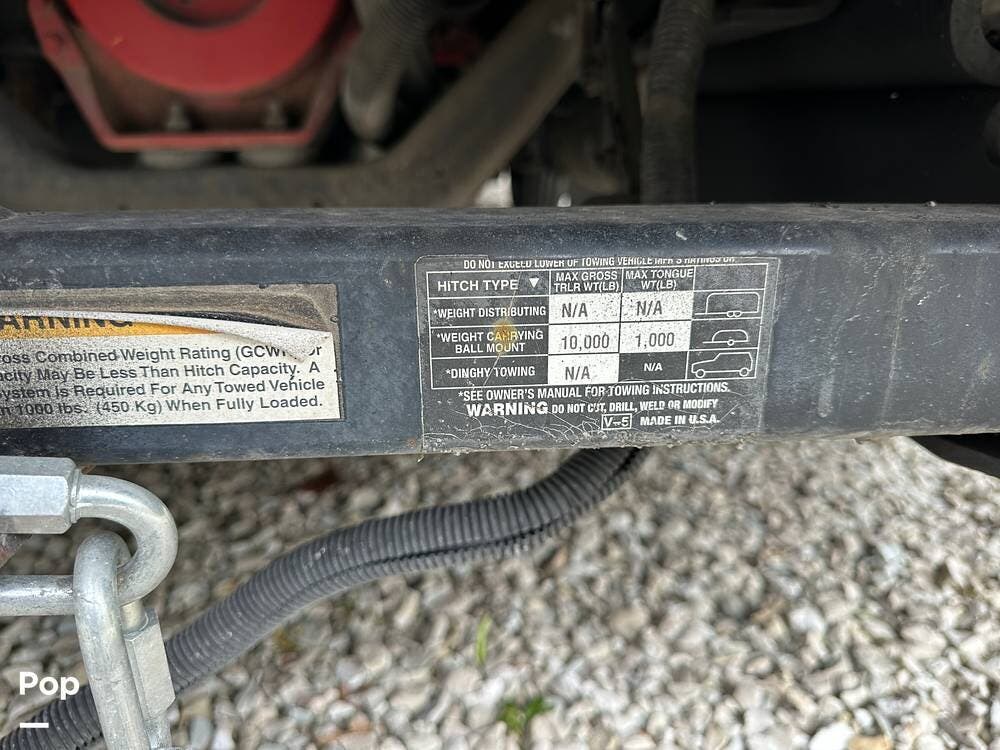 DO NOT EXCEED LOWER OF TOWING VEHICLE MFR'S RATINGS OR
HITCH TYPE ▼ MAX GROSS TRLR WT(LB) MAX TONGUE WT(LB)
*WEIGHT DISTRIBUTING N/A N/A
*WEIGHT CARRYING
BALL MOUNT 10,000 1,000
*DINGHY TOWING N/A N/A
*SEE OWNER'S MANUAL FOR TOWING INSTRUCTIONS.
WARNING DO NOT CUT, DRILL, WELD OR MODIFY
V-5 MADE IN U.S.A.
WARNING
Gross Combined Weight Rating (GCWR) or
acity May Be Less Than Hitch Capacity. A
ystem is Required For Any Towed Vehicle
n 1000 lbs. (450 Kg) When Fully Loaded.
Pop